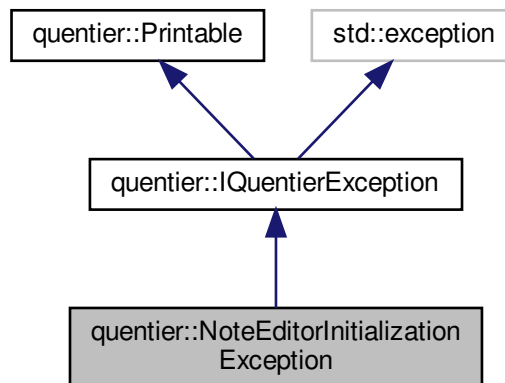 quentier::Printable
std::exception
quentier::IQuentierException
quentier::NoteEditorInitialization
Exception